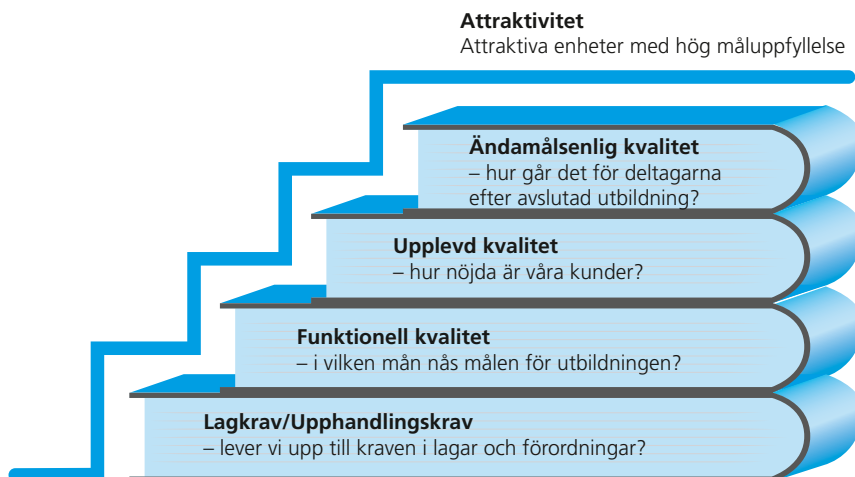 Attraktivitet
Attraktiva enheter med hög måluppfyllelse
Ändamålsenlig kvalitet
– hur går det för deltagarna
efter avslutad utbildning?
Upplevd kvalitet
– hur nöjda är våra kunder?
Funktionell kvalitet
– i vilken mån nås målen för utbildningen?
Lagkrav/Upphandlingskrav
– lever vi upp till kraven i lagar och förordningar?